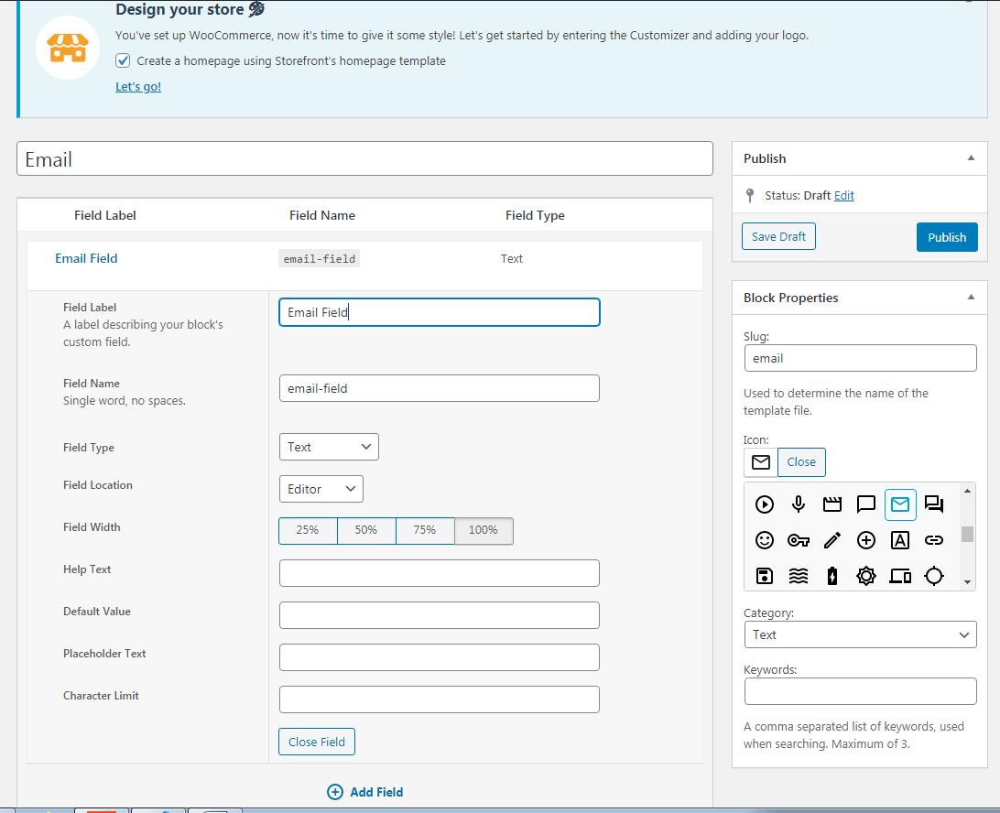 Design your store
You've set up WooCommerce, now it's time to give it some style! Let's get started by entering the Customizer and adding your logo.
Create a homepage using Storefront's homepage template
Let's go!
Email
Field Label Field Name Field Type
Email Field email-field Text
Field Label
A label describing your block's
custom field.
Email Field
Field Name
Single word, no spaces.
email-field
Field Type
Text
Field Location
Editor
Field Width
25% 50% 75% 100%
Help Text
Default Value
Placeholder Text
Character Limit
Close Field
Add Field
Publish
Status: Draft Edit
Save Draft Publish
Block Properties
Slug:
email
Used to determine the name of the
template file.
Icon:
Close
A
Category:
Text
Keywords:
A comma separated list of keywords, used
when searching. Maximum of 3.